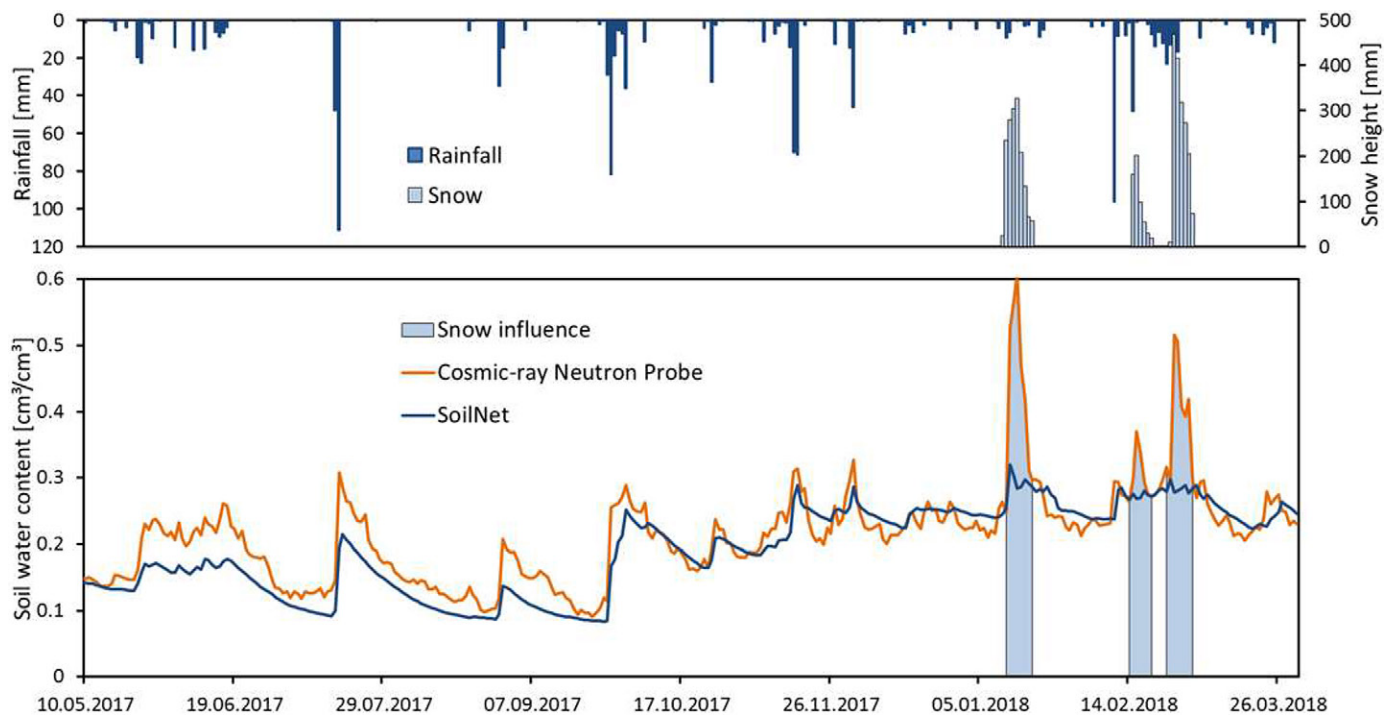 0
20
40
60
80
100
120
Rainfall [mm]
Rainfall
Snow
500
400
300
200
100
0
Snow height [mm]
0.6
0.5
0.4
0.3
0.2
0.1
0
Soil water content [cm³/cm³]
Snow influence
Cosmic-ray Neutron Probe
SoilNet
10.05.2017 19.06.2017 29.07.2017 07.09.2017 17.10.2017 26.11.2017 05.01.2018 14.02.2018 26.03.2018